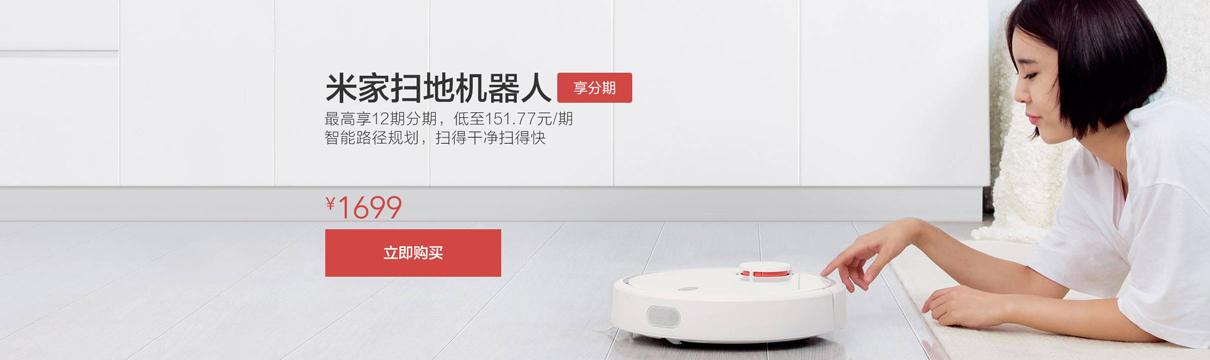 米家扫地机器人 享分期
最高享12期分期，低至151.77元/期
智能路径规划，扫得干净扫得快
¥1699
立即购买